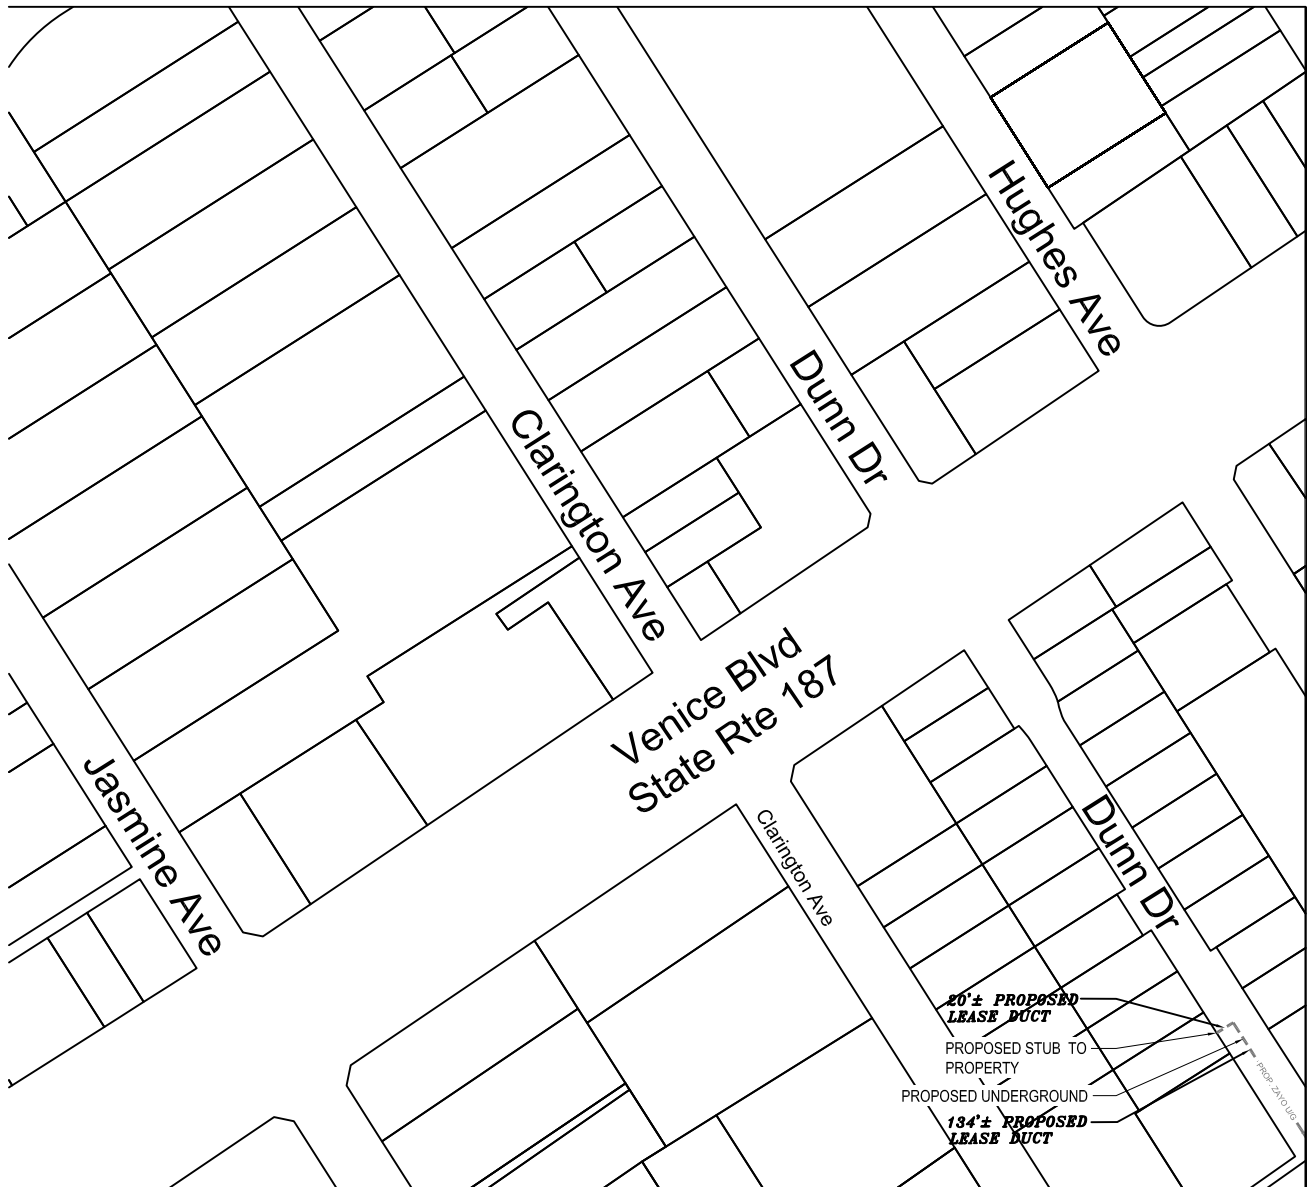 Hughes Ave
Dunn Dr
Clarington Ave
Venice Blvd
State Rte 187
Jasmine Ave
Clarington Ave
Dunn Dr
20'± PROPOSED
LEASE DUCT
PROPOSED STUB TO
PROPERTY
PROPOSED UNDERGROUND
134'± PROPOSED
LEASE DUCT
PROP. ZAYO U/G